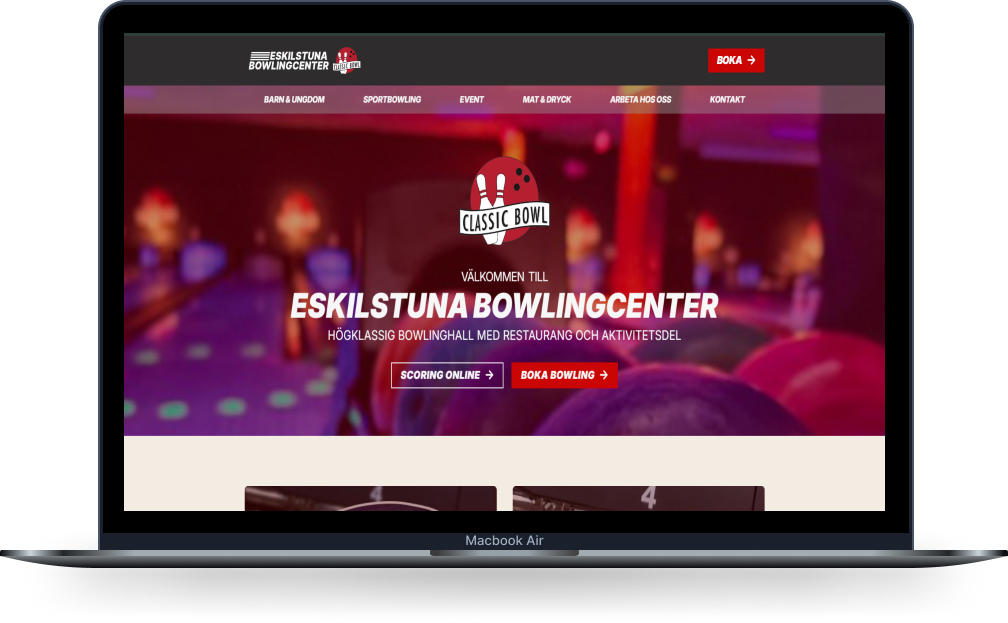 ESKILSTUNA
BOWLINGCENTER
CLASSIC BOWL
BOKA →
BARN & UNGDOM SPORTBOWLING EVENT MAT & DRYCK ARBETA HOS OSS KONTAKT
CLASSIC BOWL
VÄLKOMMEN TILL
ESKILSTUNA BOWLINGCENTER
HÖGKLASSIG BOWLINGHALL MED RESTAURANG OCH AKTIVITETSDEL
SCORING ONLINE → BOKA BOWLING →
4 4
Macbook Air